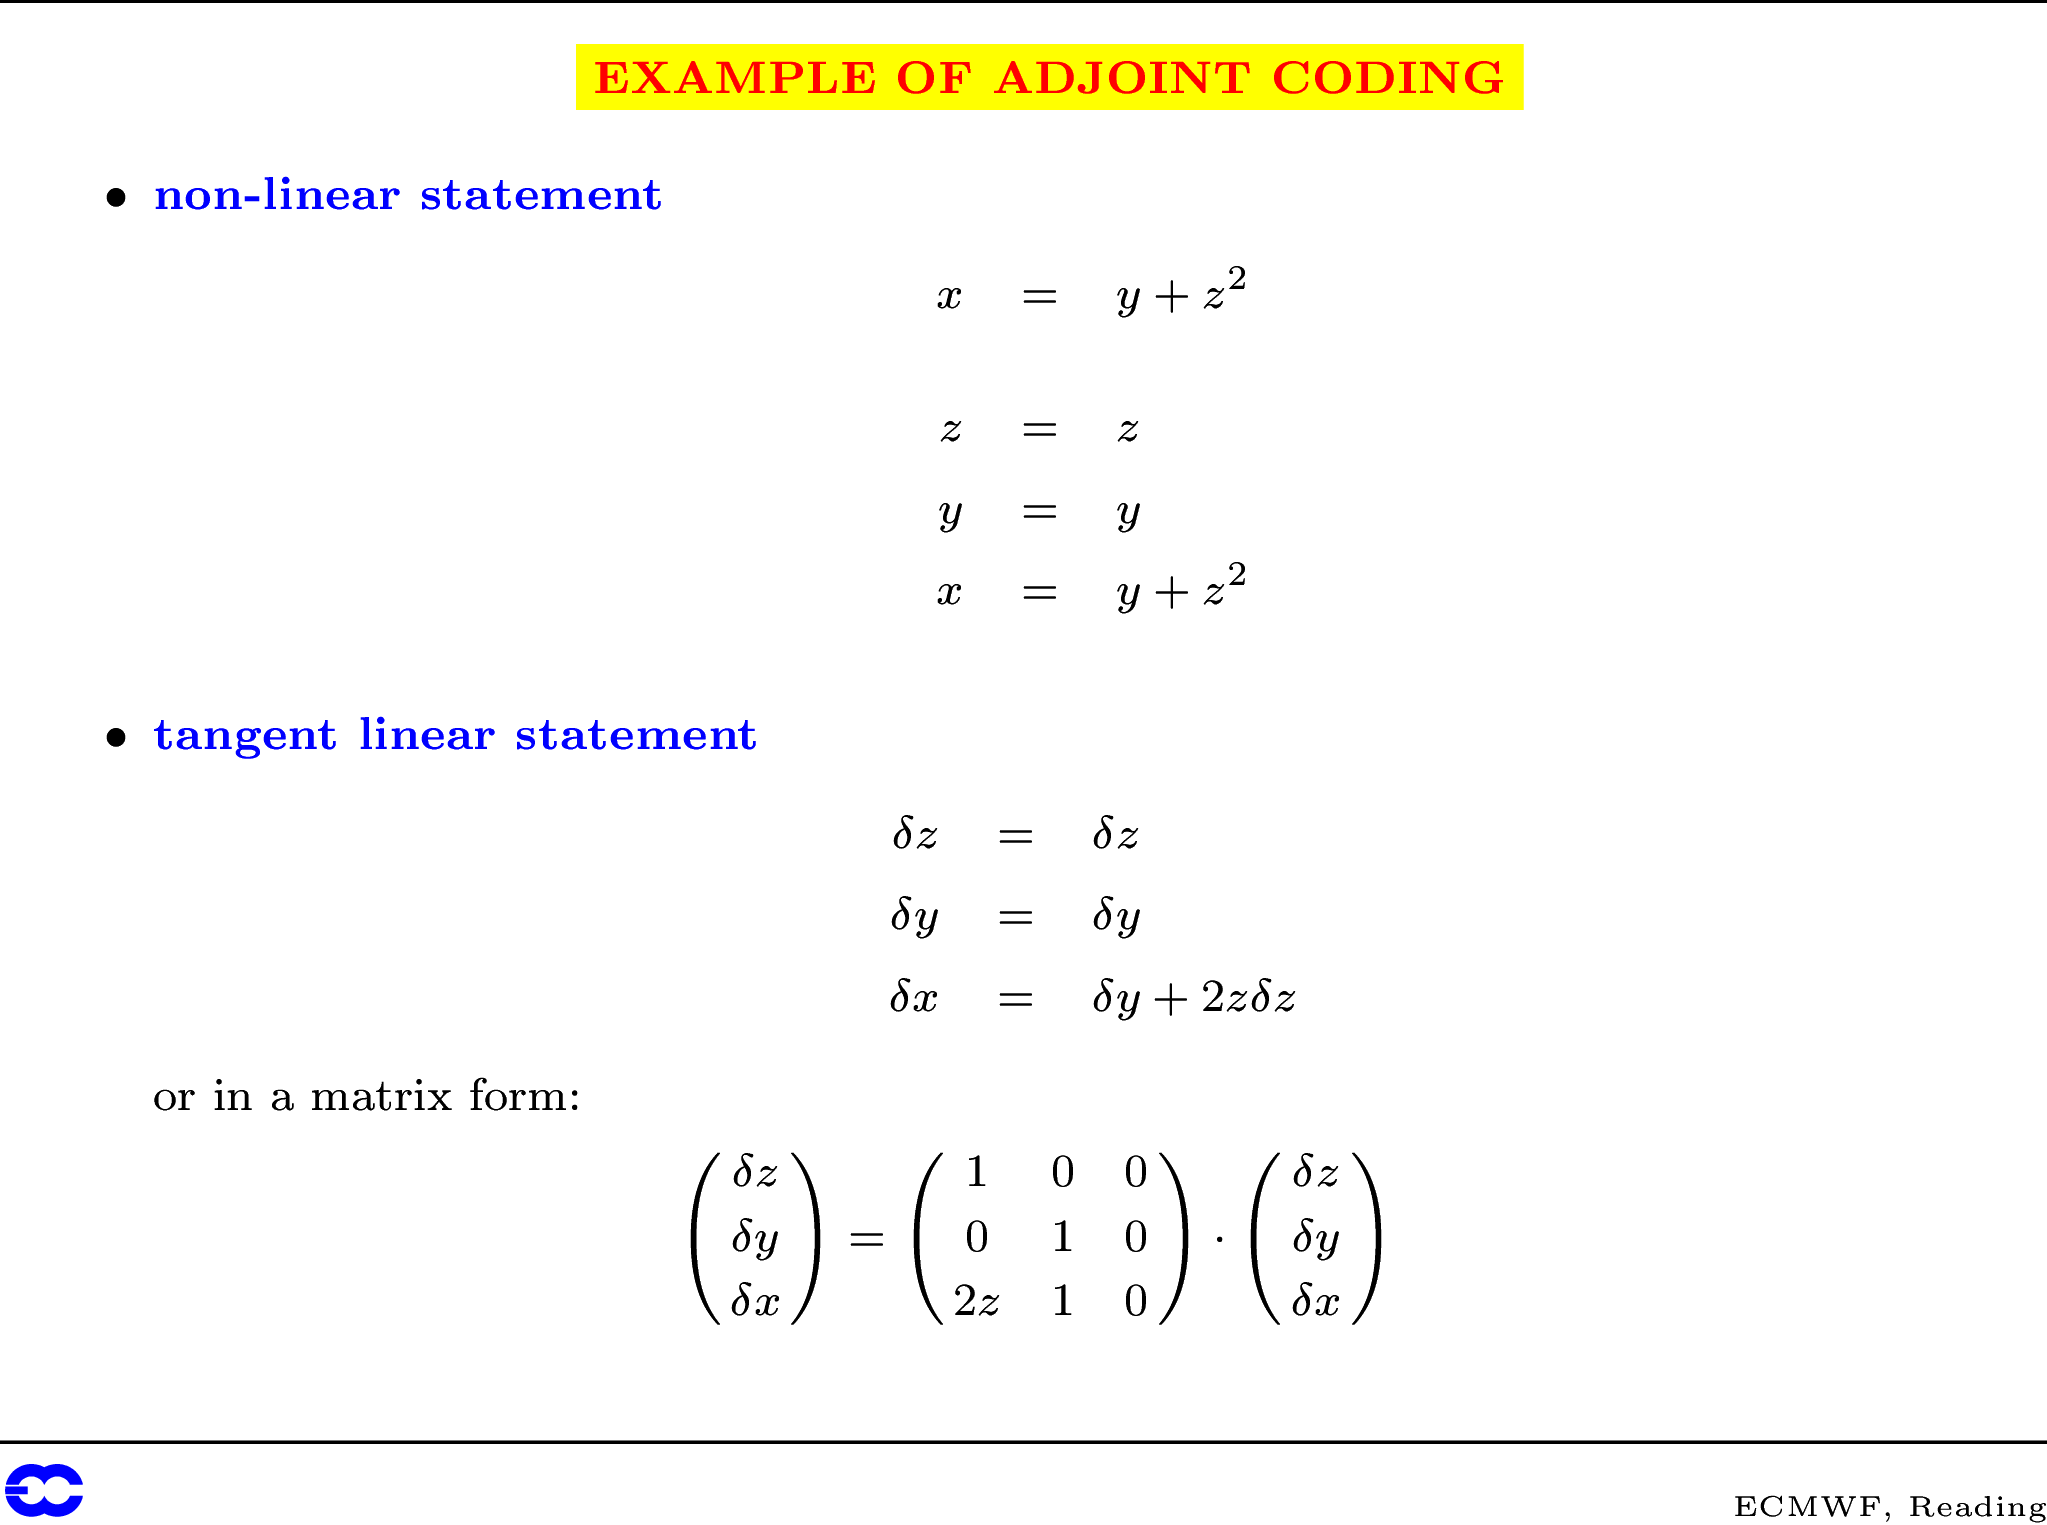 EXAMPLE OF ADJOINT CODING
• non-linear statement
x = y + z²
z = z
y = y
x = y + z²
• tangent linear statement
δz = δz
δy = δy
δx = δy + 2zδz
or in a matrix form:
(δz) = (1 0 0) · (δz)
(δy) (0 1 0) (δy)
(δx) (2z 1 0) (δx)
ECMWF, Reading